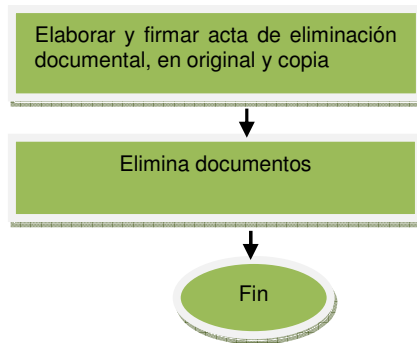 Elaborar y firmar acta de eliminación
documental, en original y copia
Elimina documentos
Fin